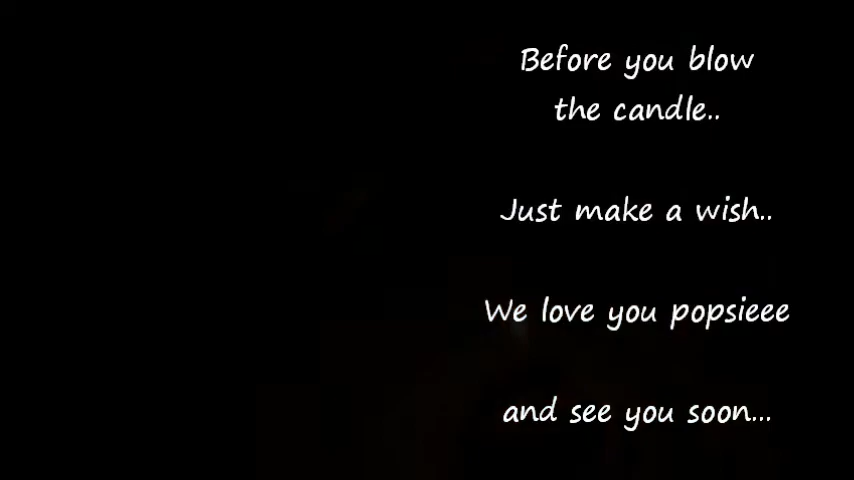 Before you blow
the candle..
Just make a wish..
We love you popsieee
and see you soon...